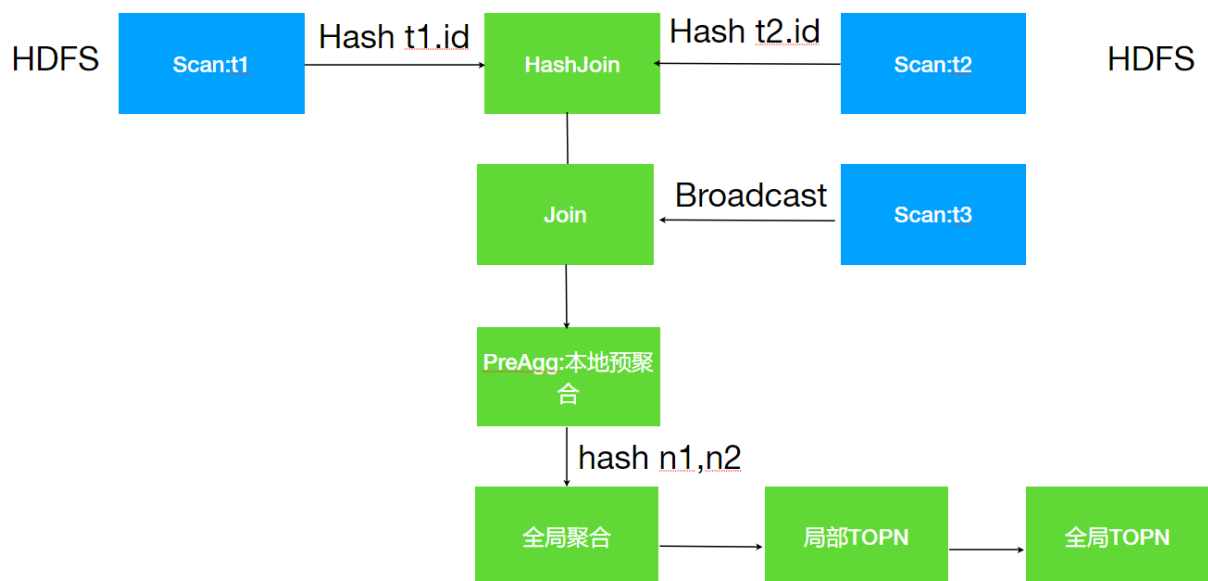 HDFS
Scan:t1
Hash t1.id
HashJoin
Hash t2.id
Scan:t2
HDFS
Join
Broadcast
Scan:t3
PreAgg:本地预聚
合
hash n1,n2
全局聚合
局部TOPN
全局TOPN